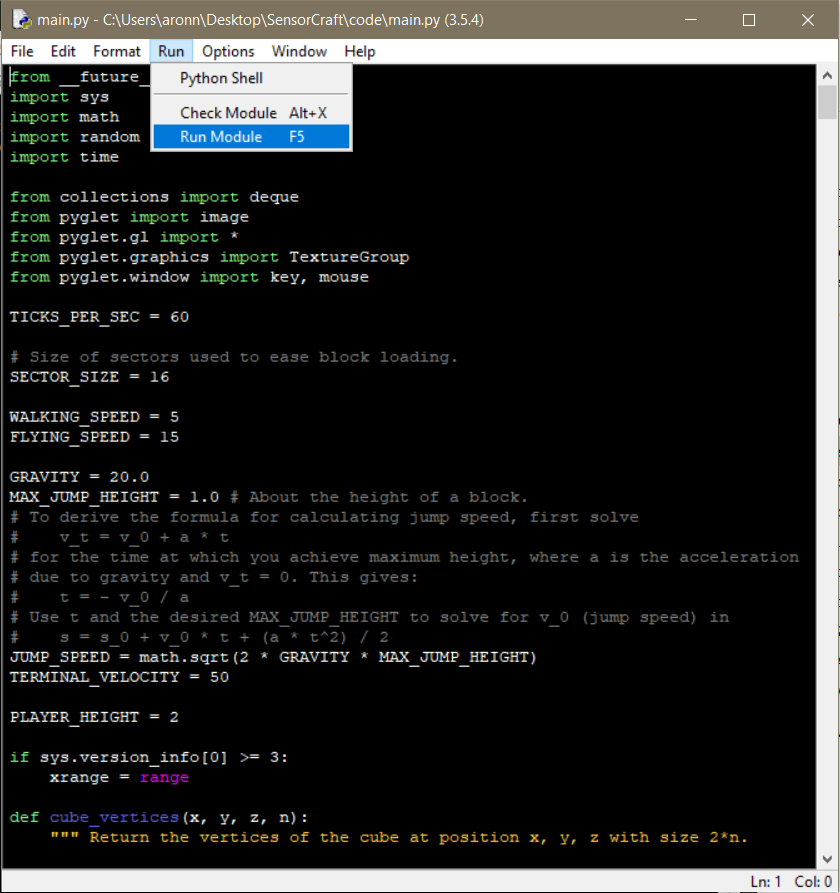 main.py - C:\Users\aronn\Desktop\SensorCraft\code\main.py (3.5.4)
File Edit Format Run Options Window Help
Python Shell
Check Module Alt+X
Run Module F5
from __future_
import sys
import math
import random
import time
from collections import deque
from pyglet import image
from pyglet.gl import *
from pyglet.graphics import TextureGroup
from pyglet.window import key, mouse
TICKS_PER_SEC = 60
# Size of sectors used to ease block loading.
SECTOR_SIZE = 16
WALKING_SPEED = 5
FLYING_SPEED = 15
GRAVITY = 20.0
MAX_JUMP_HEIGHT = 1.0 # About the height of a block.
# To derive the formula for calculating jump speed, first solve
#    v_t = v_0 + a * t
# for the time at which you achieve maximum height, where a is the acceleration
# due to gravity and v_t = 0. This gives:
#    t = - v_0 / a
# Use t and the desired MAX_JUMP_HEIGHT to solve for v_0 (jump speed) in
#    s = s_0 + v_0 * t + (a * t^2) / 2
JUMP_SPEED = math.sqrt(2 * GRAVITY * MAX_JUMP_HEIGHT)
TERMINAL_VELOCITY = 50
PLAYER_HEIGHT = 2
if sys.version_info[0] >= 3:
    xrange = range
def cube_vertices(x, y, z, n):
    """ Return the vertices of the cube at position x, y, z with size 2*n.
Ln: 1 Col: 0